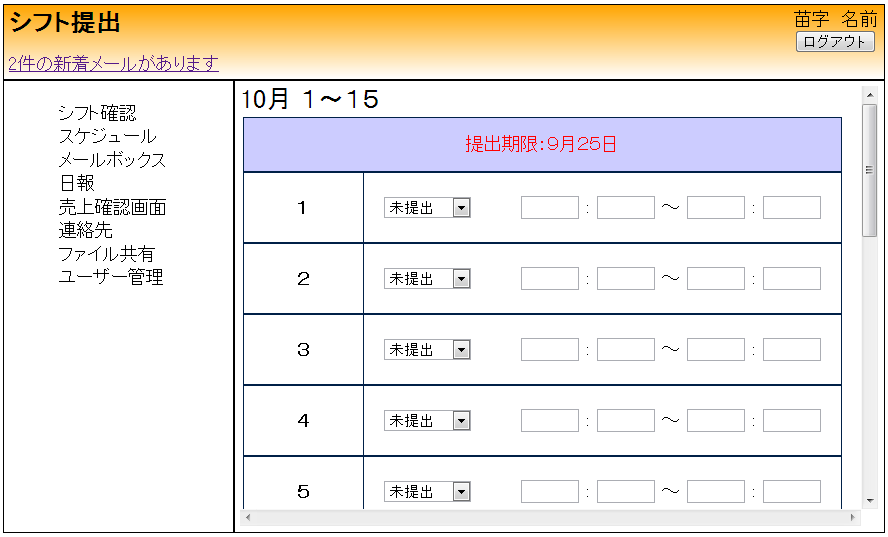 シフト提出
苗字 名前
ログアウト
2件の新着メールがあります
シフト確認
スケジュール
メールボックス
日報
売上確認画面
連絡先
ファイル共有
ユーザー管理
10月 1～15
提出期限:9月25日
1 未提出 : ～ :
2 未提出 : ～ :
3 未提出 : ～ :
4 未提出 : ～ :
5 未提出 : ～ :